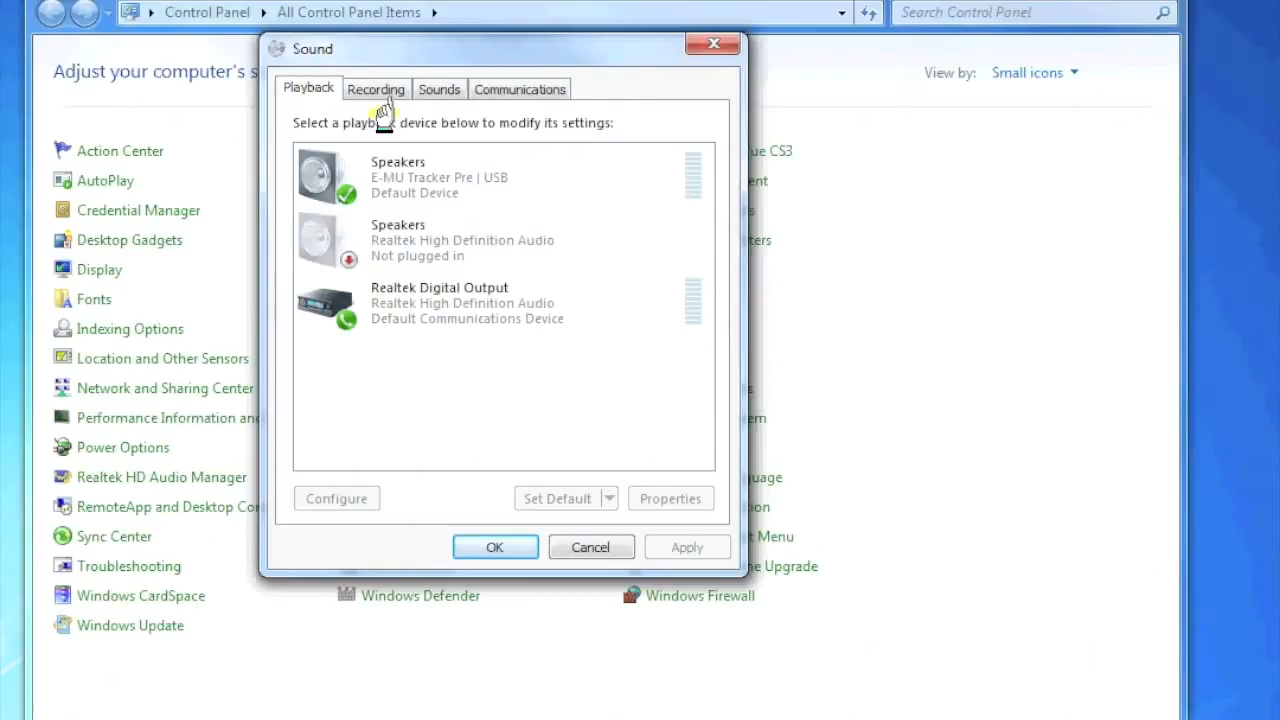 Control Panel All Control Panel Items
Search Control Panel
Sound
Adjust your computer's s
View by: Small icons
Playback Recording Sounds Communications
Select a playb device below to modify its settings:
Action Center
AutoPlay
Credential Manager
Desktop Gadgets
Display
Fonts
Indexing Options
Location and Other Sensors
Network and Sharing Center
Performance Information an
Power Options
Realtek HD Audio Manager
RemoteApp and Desktop Co
Sync Center
Troubleshooting
Windows CardSpace
Windows Update
Speakers
E-MU Tracker Pre | USB
Default Device
Speakers
Realtek High Definition Audio
Not plugged in
Realtek Digital Output
Realtek High Definition Audio
Default Communications Device
Configure Set Default Properties
OK Cancel Apply
Windows Defender
ue CS3
ent
s
ters
s
em
uage
on
t Menu
e Upgrade
Windows Firewall